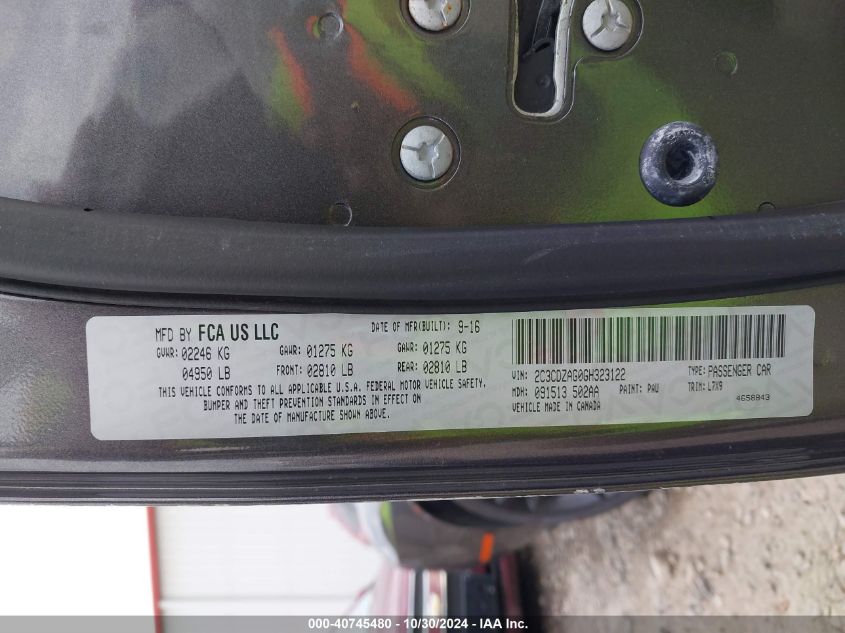 MFD BY FCA US LLC DATE OF MFR(BUILT): 9-16
GVWR: 02246 KG GAWR: 01275 KG GAWR: 01275 KG
04950 LB FRONT: 02810 LB REAR: 02810 LB
THIS VEHICLE CONFORMS TO ALL APPLICABLE U.S.A. FEDERAL MOTOR VEHICLE SAFETY,
BUMPER AND THEFT PREVENTION STANDARDS IN EFFECT ON
THE DATE OF MANUFACTURE SHOWN ABOVE.
VIN: 2C3CDZAG0GH323122 TYPE: PASSENGER CAR
MDH: 091513 502AA PAINT: PAU TRIM: L7X9
VEHICLE MADE IN CANADA 4658843
000-40745480 - 10/30/2024 - IAA Inc.